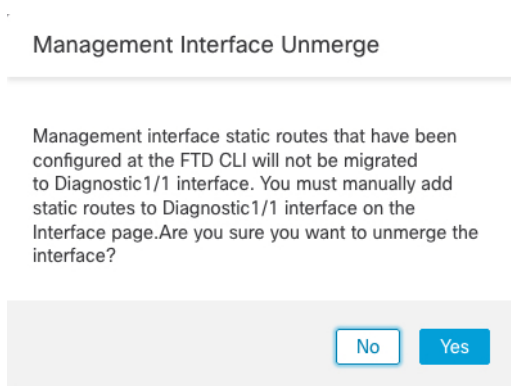 Management Interface Unmerge
Management interface static routes that have been
configured at the FTD CLI will not be migrated
to Diagnostic1/1 interface. You must manually add
static routes to Diagnostic1/1 interface on the
Interface page.Are you sure you want to unmerge the
interface?
No
Yes